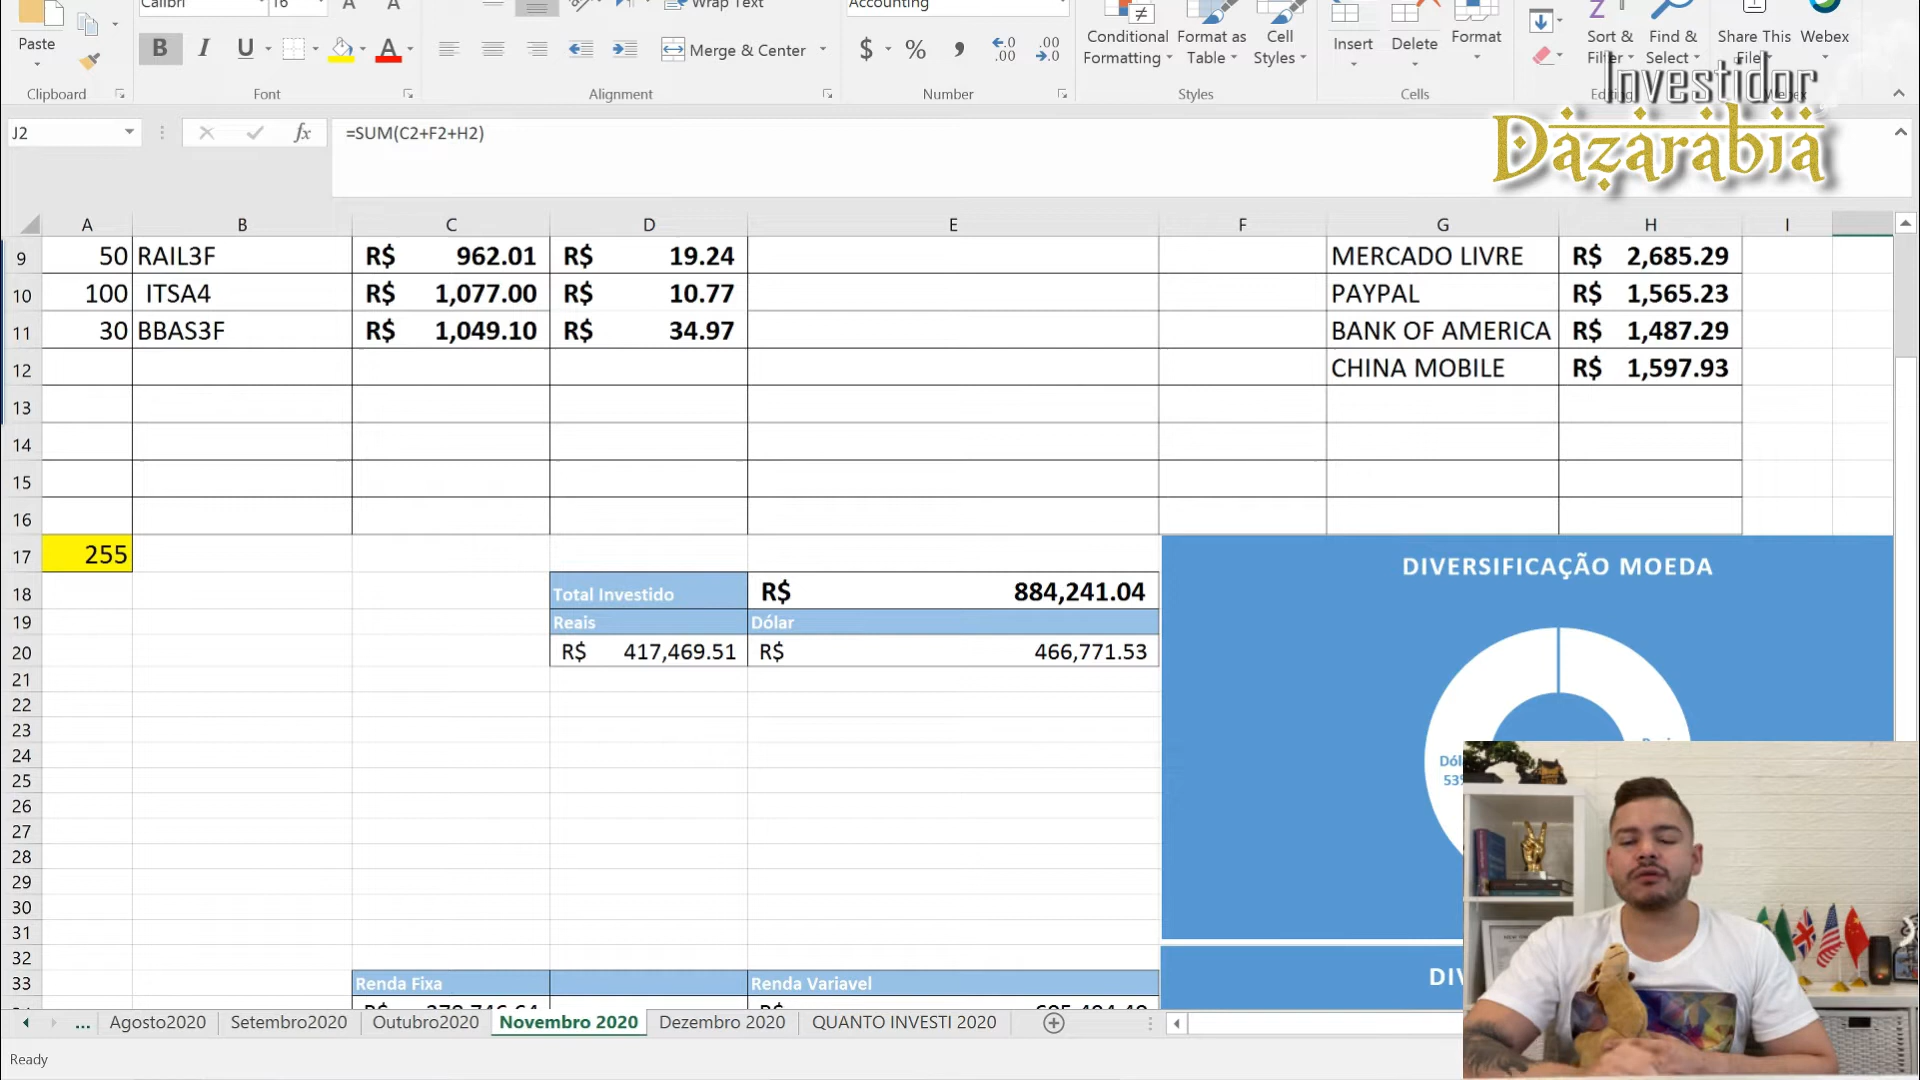 Calibri 16 A A Wrap Text Accounting
Paste B I U A Merge & Center $ % Conditional Formatting Format as Table Cell Styles Insert Delete Format Sort & Filter Find & Select Share This File Webex
Clipboard Font Alignment Number Styles Cells
Investidor
Dazarabia
J2 fx =SUM(C2+F2+H2)
A B C D E F G H I
9 50 RAIL3F R$ 962.01 R$ 19.24 MERCADO LIVRE R$ 2,685.29
10 100 ITSA4 R$ 1,077.00 R$ 10.77 PAYPAL R$ 1,565.23
11 30 BBAS3F R$ 1,049.10 R$ 34.97 BANK OF AMERICA R$ 1,487.29
12 CHINA MOBILE R$ 1,597.93
13
14
15
16
17 255
DIVERSIFICAÇÃO MOEDA
18 Total Investido R$ 884,241.04
19 Reais Dólar
20 R$ 417,469.51 R$ 466,771.53
21
22
23
24
25
26
27
28
29
30
31
32
33 Renda Fixa Renda Variavel
... Agosto2020 Setembro2020 Outubro2020 Novembro 2020 Dezembro 2020 QUANTO INVESTI 2020
Ready